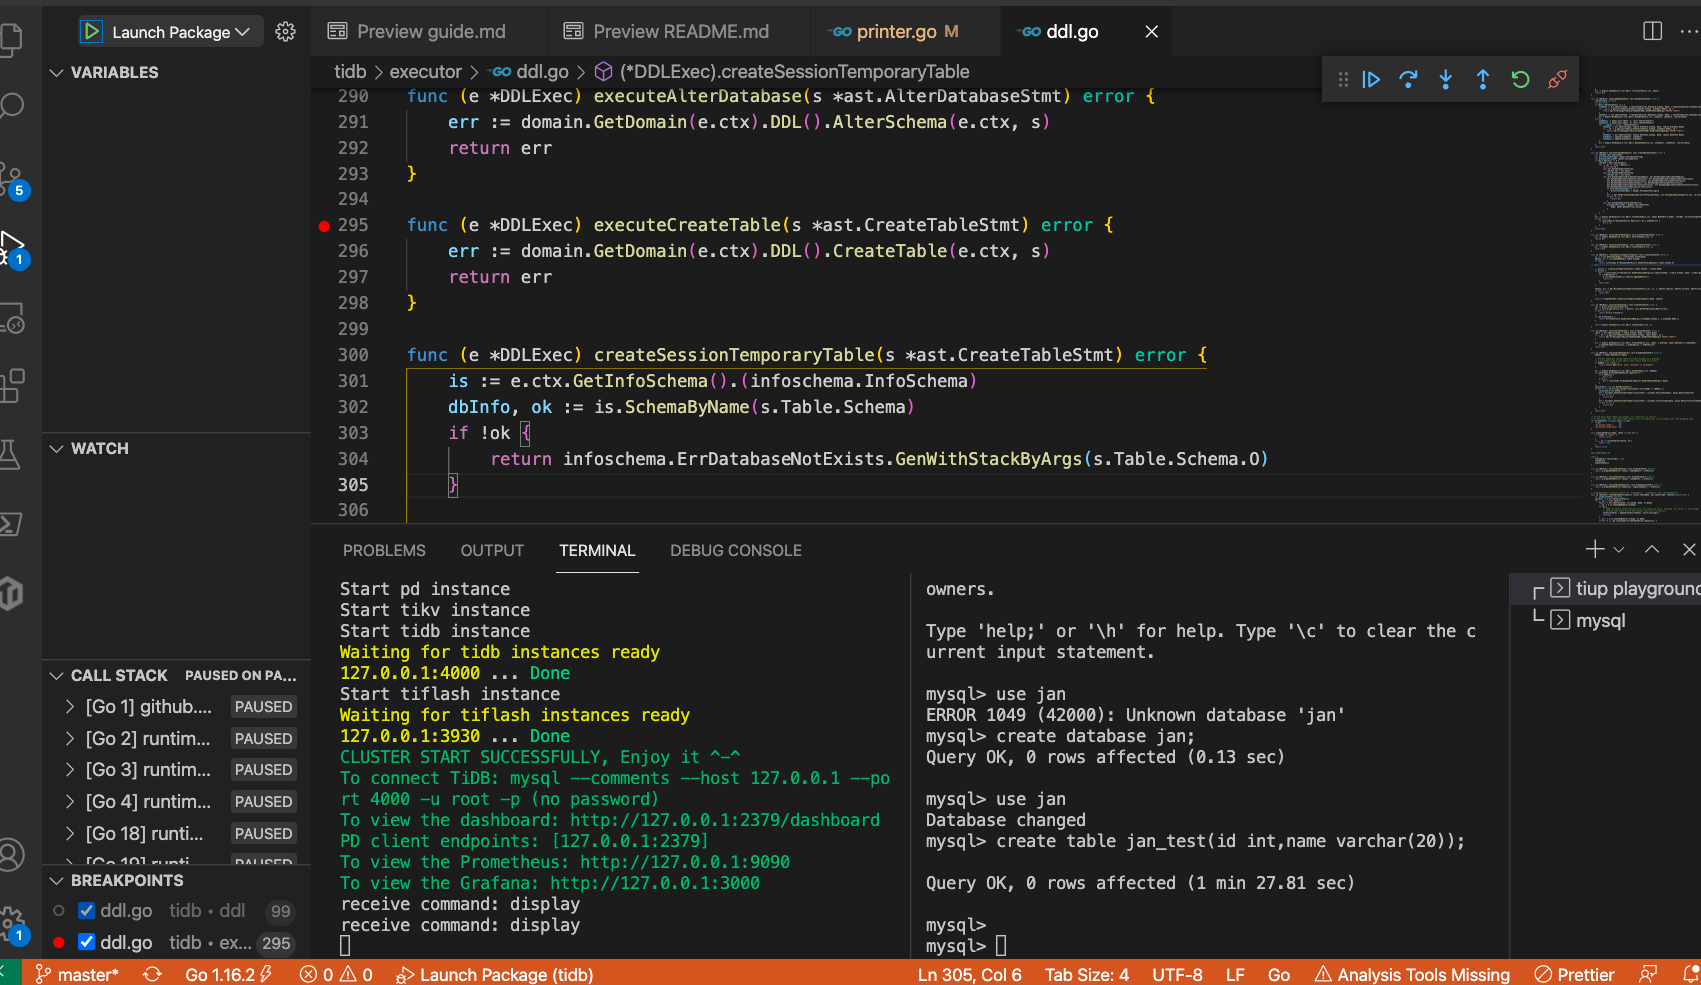 Launch Package
Preview guide.md
Preview README.md
GO printer.go M
GO ddl.go
VARIABLES
tidb > executor > GO ddl.go > (*DDLExec).createSessionTemporaryTable
290 func (e *DDLExec) executeAlterDatabase(s *ast.AlterDatabaseStmt) error {
291 err := domain.GetDomain(e.ctx).DDL().AlterSchema(e.ctx, s)
292 return err
293 }
294
295 func (e *DDLExec) executeCreateTable(s *ast.CreateTableStmt) error {
296 err := domain.GetDomain(e.ctx).DDL().CreateTable(e.ctx, s)
297 return err
298 }
299
300 func (e *DDLExec) createSessionTemporaryTable(s *ast.CreateTableStmt) error {
301 is := e.ctx.GetInfoSchema().(infoschema.InfoSchema)
302 dbInfo, ok := is.SchemaByName(s.Table.Schema)
303 if !ok {
304 return infoschema.ErrDatabaseNotExists.GenWithStackByArgs(s.Table.Schema.O)
305 }
306
5
1
WATCH
CALL STACK PAUSED ON PA...
[Go 1] github.... PAUSED
[Go 2] runtim... PAUSED
[Go 3] runtim... PAUSED
[Go 4] runtim... PAUSED
[Go 18] runti... PAUSED
[Go 19] runti... PAUSED
BREAKPOINTS
ddl.go tidb • ddl 99
ddl.go tidb • ex... 295
1
PROBLEMS OUTPUT TERMINAL DEBUG CONSOLE
Start pd instance
Start tikv instance
Start tidb instance
Waiting for tidb instances ready
127.0.0.1:4000 ... Done
Start tiflash instance
Waiting for tiflash instances ready
127.0.0.1:3930 ... Done
CLUSTER START SUCCESSFULLY, Enjoy it ^-^
To connect TiDB: mysql --comments --host 127.0.0.1 --po
rt 4000 -u root -p (no password)
To view the dashboard: http://127.0.0.1:2379/dashboard
PD client endpoints: [127.0.0.1:2379]
To view the Prometheus: http://127.0.0.1:9090
To view the Grafana: http://127.0.0.1:3000
receive command: display
receive command: display
owners.
Type 'help;' or '\h' for help. Type '\c' to clear the c
urrent input statement.
mysql> use jan
ERROR 1049 (42000): Unknown database 'jan'
mysql> create database jan;
Query OK, 0 rows affected (0.13 sec)
mysql> use jan
Database changed
mysql> create table jan_test(id int,name varchar(20));
Query OK, 0 rows affected (1 min 27.81 sec)
mysql>
mysql>
tiup playground
mysql
master* Go 1.16.2 0 0 Launch Package (tidb) Ln 305, Col 6 Tab Size: 4 UTF-8 LF Go Analysis Tools Missing Prettier